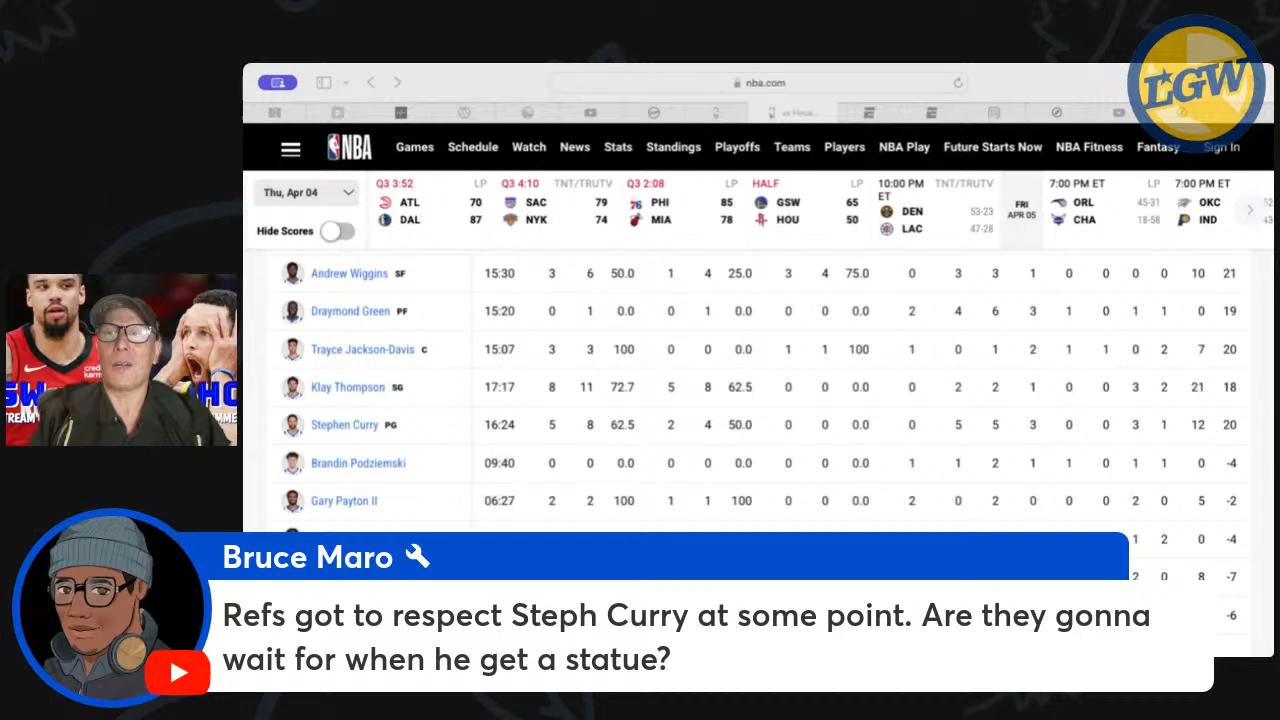 LGW
nba.com
vs Hou...
NBA Games Schedule Watch News Stats Standings Playoffs Teams Players NBA Play Future Starts Now NBA Fitness Fantasy Sign In
Thu, Apr 04
Hide Scores
Q3 3:52 LP
ATL 70
DAL 87
Q3 4:10 TNT/TRUTV
SAC 79
NYK 74
Q3 2:08 LP
PHI 85
MIA 78
HALF LP
GSW 65
HOU 50
10:00 PM ET TNT/TRUTV
DEN 53-23
LAC 47-28
FRI
APR 05
7:00 PM ET LP
ORL 45-31
CHA 18-58
7:00 PM ET
OKC
IND
Andrew Wiggins SF 15:30 3 6 50.0 1 4 25.0 3 4 75.0 0 3 3 1 0 0 0 0 10 21
Draymond Green PF 15:20 0 1 0.0 0 1 0.0 0 0 0.0 2 4 6 3 1 0 1 1 0 19
Trayce Jackson-Davis C 15:07 3 3 100 0 0 0.0 1 1 100 1 0 1 2 1 1 0 2 7 20
Klay Thompson SG 17:17 8 11 72.7 5 8 62.5 0 0 0.0 0 2 2 1 0 0 3 2 21 18
Stephen Curry PG 16:24 5 8 62.5 2 4 50.0 0 0 0.0 0 5 5 3 0 0 3 1 12 20
Brandin Podziemski 09:40 0 0 0.0 0 0 0.0 0 0 0.0 1 1 2 1 1 0 1 1 0 -4
Gary Payton II 06:27 2 2 100 1 1 100 0 0 0.0 2 0 2 0 0 0 2 0 5 -2
1 2 0 -4
2 0 8 -7
-6
Bruce Maro
Refs got to respect Steph Curry at some point. Are they gonna
wait for when he get a statue?